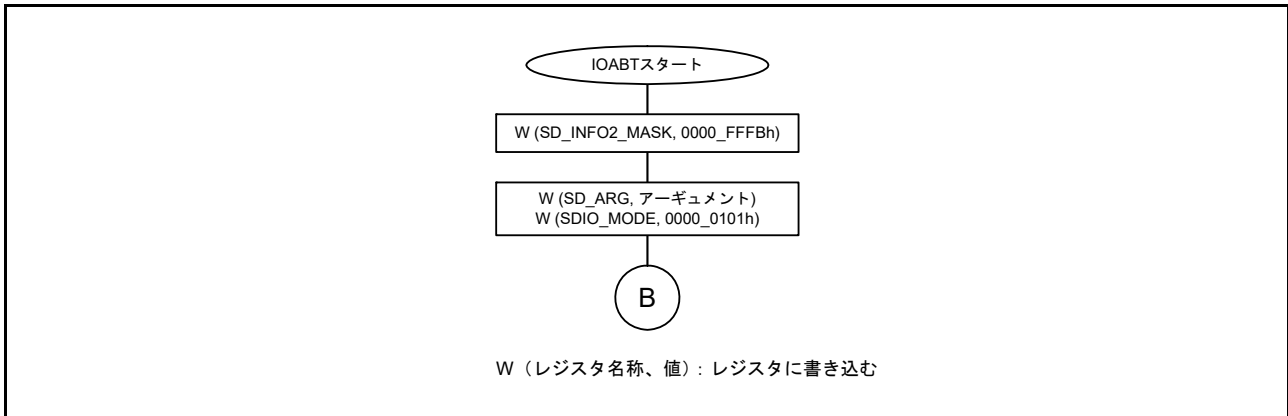 IOABTスタート
W (SD_INFO2_MASK, 0000_FFFBh)
W (SD_ARG, アーギュメント)
W (SDIO_MODE, 0000_0101h)
B
W（レジスタ名称、値）: レジスタに書き込む